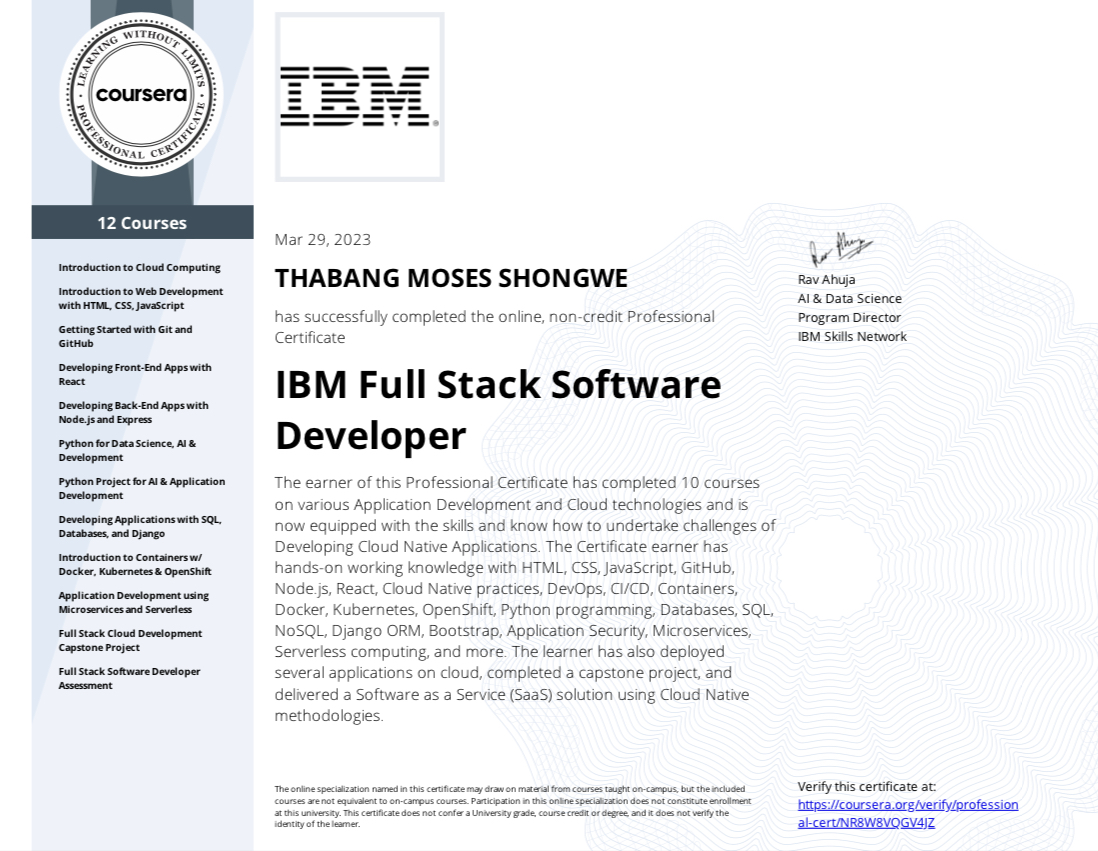 LEARNING WITHOUT LIMITS
coursera
PROFESSIONAL CERTIFICATE
IBM®
12 Courses
Introduction to Cloud Computing
Introduction to Web Development
with HTML, CSS, JavaScript
Getting Started with Git and
GitHub
Developing Front-End Apps with
React
Developing Back-End Apps with
Node.js and Express
Python for Data Science, AI &
Development
Python Project for AI & Application
Development
Developing Applications with SQL,
Databases, and Django
Introduction to Containers w/
Docker, Kubernetes & OpenShift
Application Development using
Microservices and Serverless
Full Stack Cloud Development
Capstone Project
Full Stack Software Developer
Assessment
Mar 29, 2023
THABANG MOSES SHONGWE
has successfully completed the online, non-credit Professional
Certificate
IBM Full Stack Software
Developer
The earner of this Professional Certificate has completed 10 courses
on various Application Development and Cloud technologies and is
now equipped with the skills and know how to undertake challenges of
Developing Cloud Native Applications. The Certificate earner has
hands-on working knowledge with HTML, CSS, JavaScript, GitHub,
Node.js, React, Cloud Native practices, DevOps, CI/CD, Containers,
Docker, Kubernetes, OpenShift, Python programming, Databases, SQL,
NoSQL, Django ORM, Bootstrap, Application Security, Microservices,
Serverless computing, and more. The learner has also deployed
several applications on cloud, completed a capstone project, and
delivered a Software as a Service (SaaS) solution using Cloud Native
methodologies.
Rav Ahuja
Rav Ahuja
AI & Data Science
Program Director
IBM Skills Network
The online specialization named in this certificate may draw on material from courses taught on-campus, but the included
courses are not equivalent to on-campus courses. Participation in this online specialization does not constitute enrollment
at this university. This certificate does not confer a University grade, course credit or degree, and it does not verify the
identity of the learner.
Verify this certificate at:
https://coursera.org/verify/profession
al-cert/NR8W8VQGV4JZ